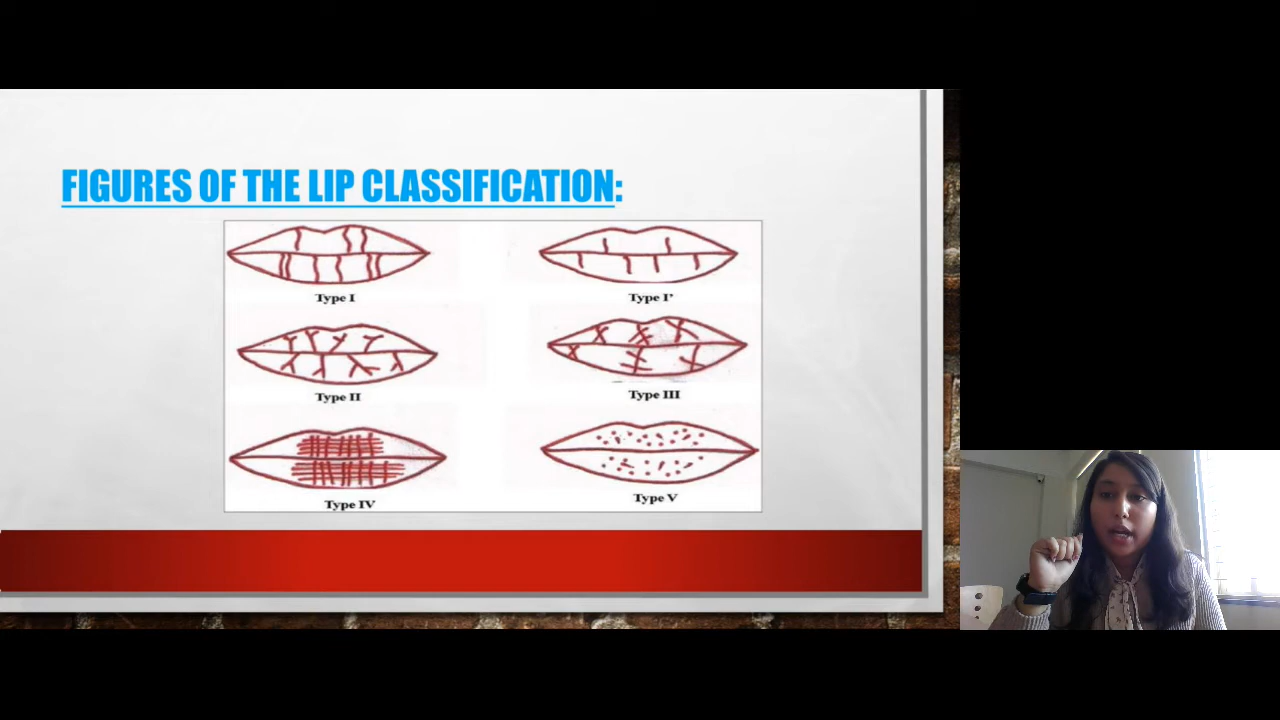 FIGURES OF THE LIP CLASSIFICATION:
Type I
Type I’
Type II
Type III
Type IV
Type V